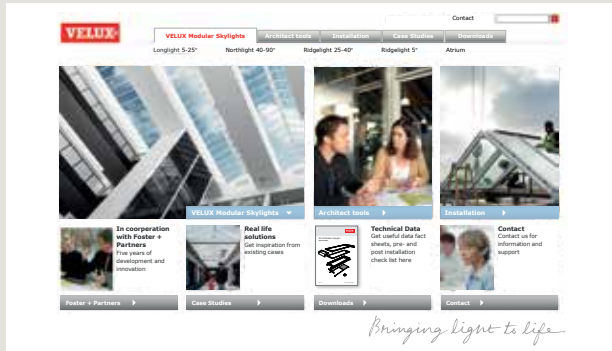 Contact
VELUX
VELUX Modular Skylights
Architect tools
Installation
Case Studies
Downloads
Longlight 5-25°
Northlight 40-90°
Ridgelight 25-40°
Ridgelight 5°
Atrium
VELUX Modular Skylights
Architect tools
Installation
In coorperation
with Foster +
Partners
Five years of
development and
innovation
Real life
solutions
Get inspiration from
existing cases
VELUX
Technical Data
Get useful data fact
sheets, pre- and
post installation
check list here
Contact
Contact us for
information and
support
Foster + Partners
Case Studies
Downloads
Contact
Bringing light to life